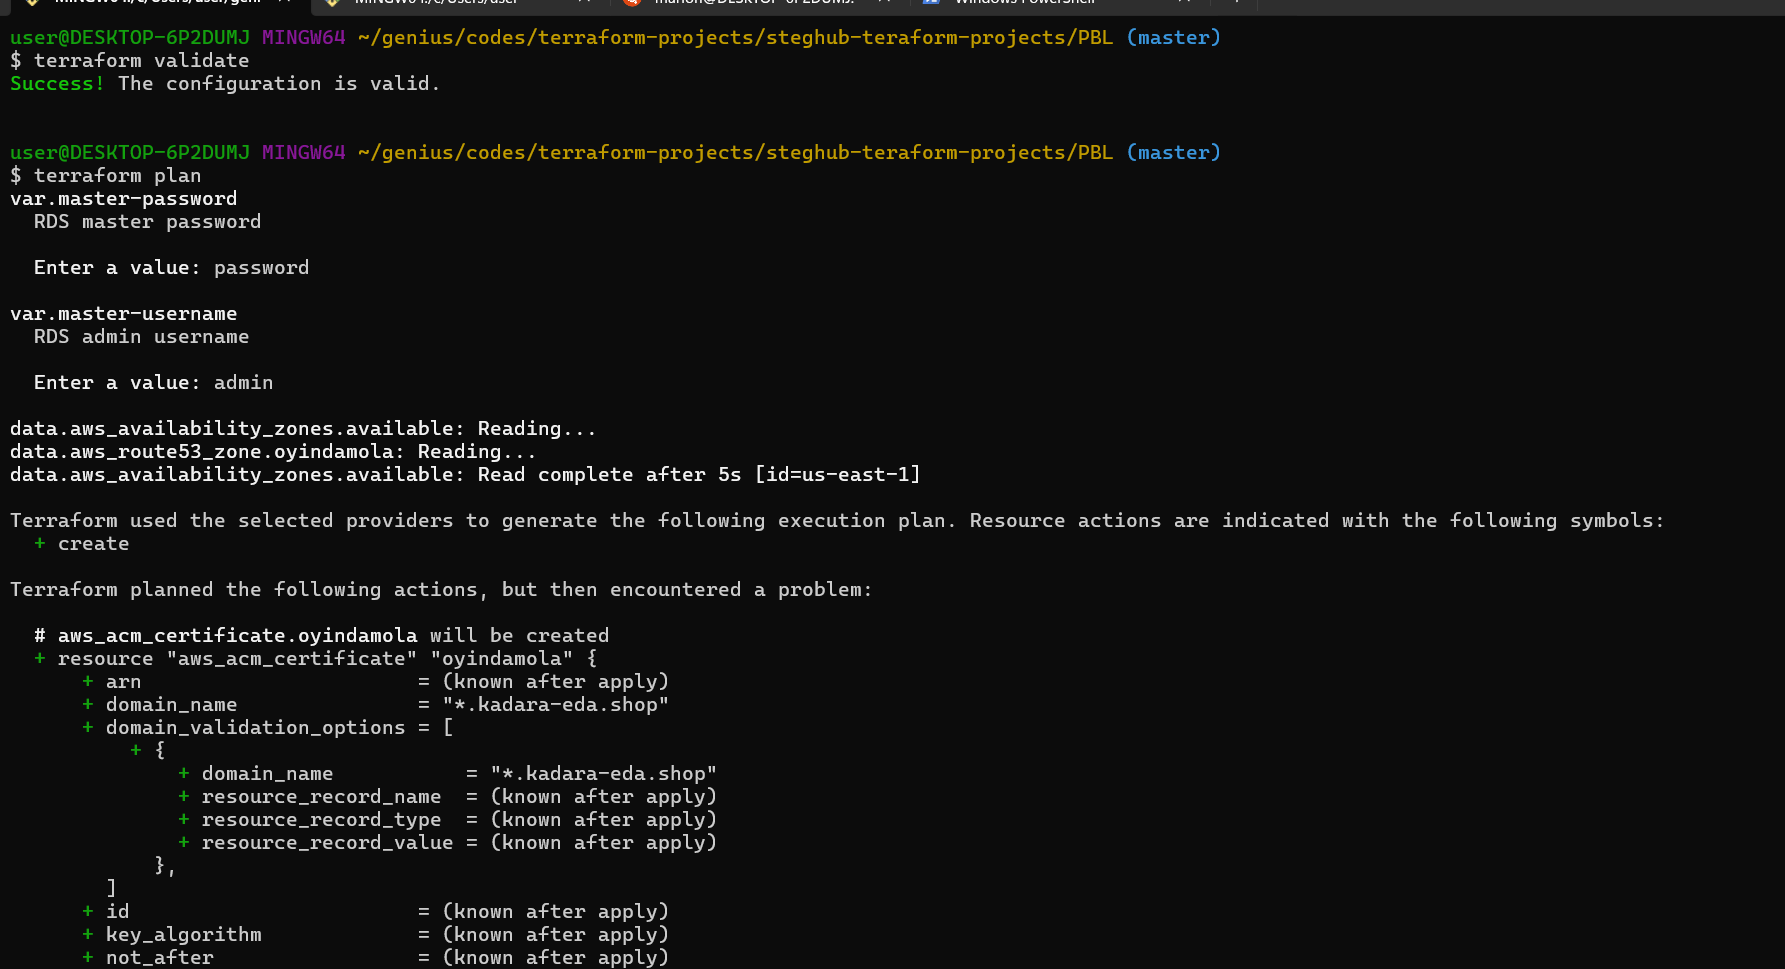 user@DESKTOP-6P2DUMJ MINGW64 ~/genius/codes/terraform-projects/steghub-teraform-projects/PBL (master)
$ terraform validate
Success! The configuration is valid.
user@DESKTOP-6P2DUMJ MINGW64 ~/genius/codes/terraform-projects/steghub-teraform-projects/PBL (master)
$ terraform plan
var.master-password
  RDS master password
  Enter a value: password
var.master-username
  RDS admin username
  Enter a value: admin
data.aws_availability_zones.available: Reading...
data.aws_route53_zone.oyindamola: Reading...
data.aws_availability_zones.available: Read complete after 5s [id=us-east-1]
Terraform used the selected providers to generate the following execution plan. Resource actions are indicated with the following symbols:
  + create
Terraform planned the following actions, but then encountered a problem:
  # aws_acm_certificate.oyindamola will be created
  + resource "aws_acm_certificate" "oyindamola" {
      + arn                       = (known after apply)
      + domain_name               = "*.kadara-eda.shop"
      + domain_validation_options = [
          + {
              + domain_name           = "*.kadara-eda.shop"
              + resource_record_name  = (known after apply)
              + resource_record_type  = (known after apply)
              + resource_record_value = (known after apply)
            },
        ]
      + id                        = (known after apply)
      + key_algorithm             = (known after apply)
      + not_after                 = (known after apply)